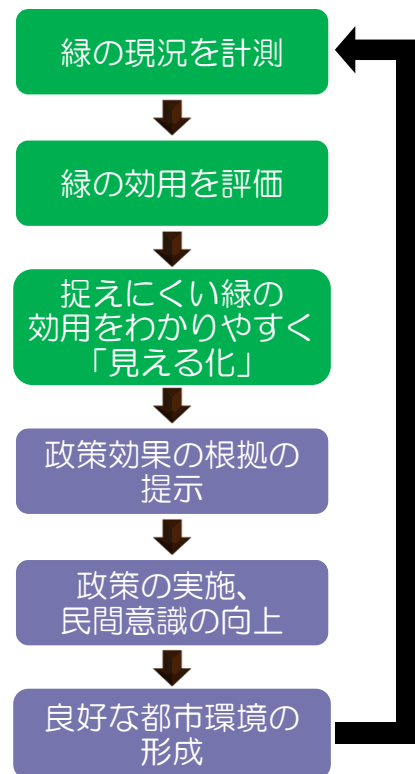 緑の現況を計測
緑の効用を評価
捉えにくい緑の
効用をわかりやすく
「見える化」
政策効果の根拠の
提示
政策の実施、
民間意識の向上
良好な都市環境の
形成